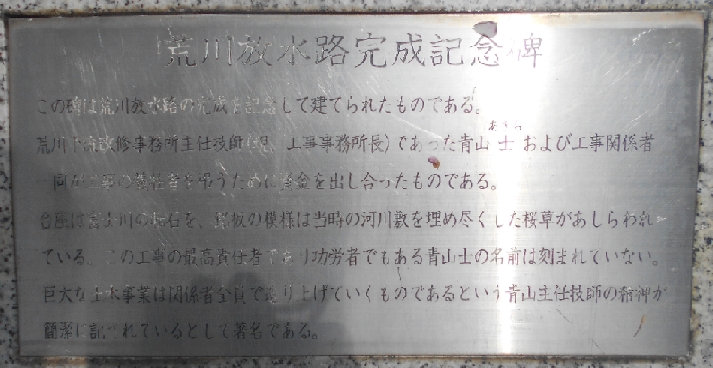 荒川放水路完成記念碑
この碑は荒川放水路の完成を記念して建てられたものである。
荒川下流改修事務所主任技師(現、工事事務所長)であった青山士および工事関係者
あきら
一同が工事の犠牲者を弔うために資金を出し合ったものである。
台座は富士川の転石を、銘板の模様は当時の河川敷を埋め尽くした桜草があしらわれ
ている。この工事の最高責任者であり功労者でもある青山士の名前は刻まれていない。
巨大な土木事業は関係者全員で造り上げていくものであるという青山主任技師の精神が
簡潔に記されているとして著名である。